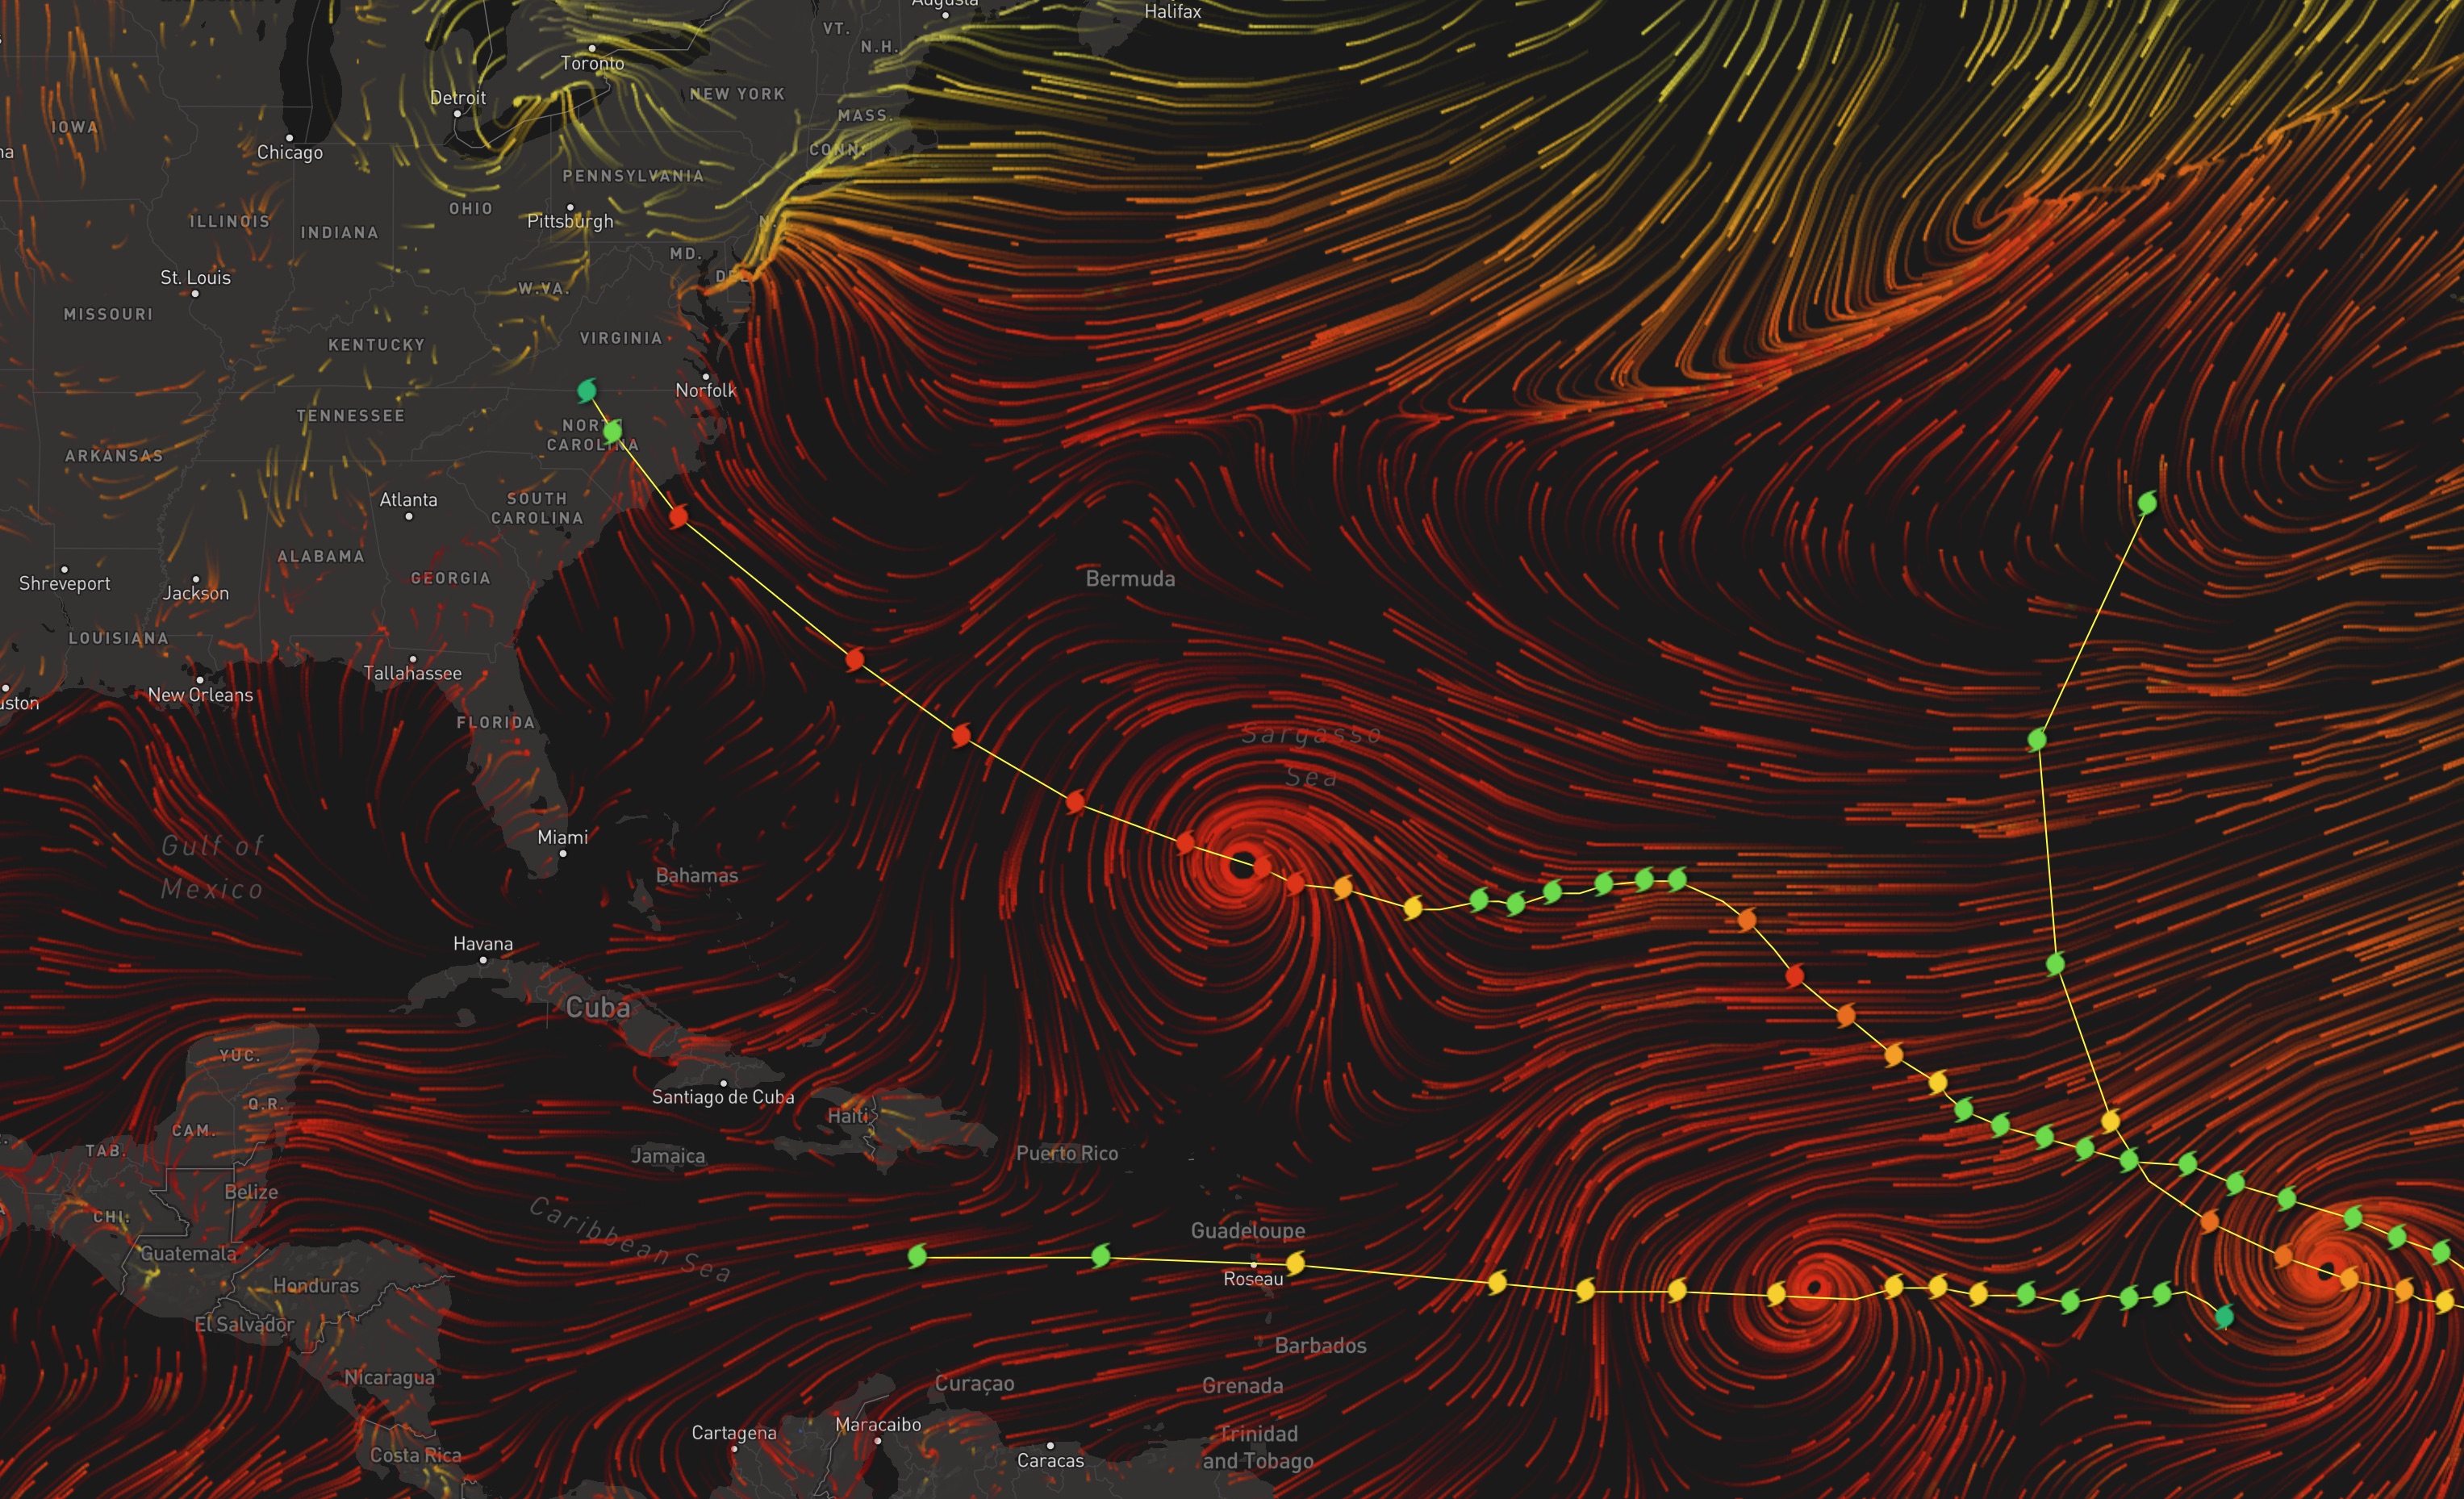 Augusta
Halifax
VT.
N.H.
Toronto
Detroit
NEW YORK
MASS.
IOWA
Chicago
CONN.
PENNSYLVANIA
OHIO
ILLINOIS
INDIANA
Pittsburgh
N.
MD.
DEL.
St. Louis
W.VA.
MISSOURI
VIRGINIA
KENTUCKY
Norfolk
TENNESSEE
NORTH
CAROLINA
ARKANSAS
Atlanta
SOUTH
CAROLINA
ALABAMA
GEORGIA
Bermuda
Shreveport
Jackson
LOUISIANA
Tallahassee
New Orleans
uston
FLORIDA
Sargasso
Sea
Miami
Gulf of
Mexico
Bahamas
Havana
Cuba
YUC.
Santiago de Cuba
Q.R.
Haiti
CAM.
TAB.
Jamaica
Puerto Rico
Belize
CHI.
Caribbean Sea
Guadeloupe
Guatemala
Roseau
Honduras
El Salvador
Barbados
Nicaragua
Curaçao
Grenada
Cartagena
Maracaibo
Trinidad
and Tobago
Costa Rica
Caracas